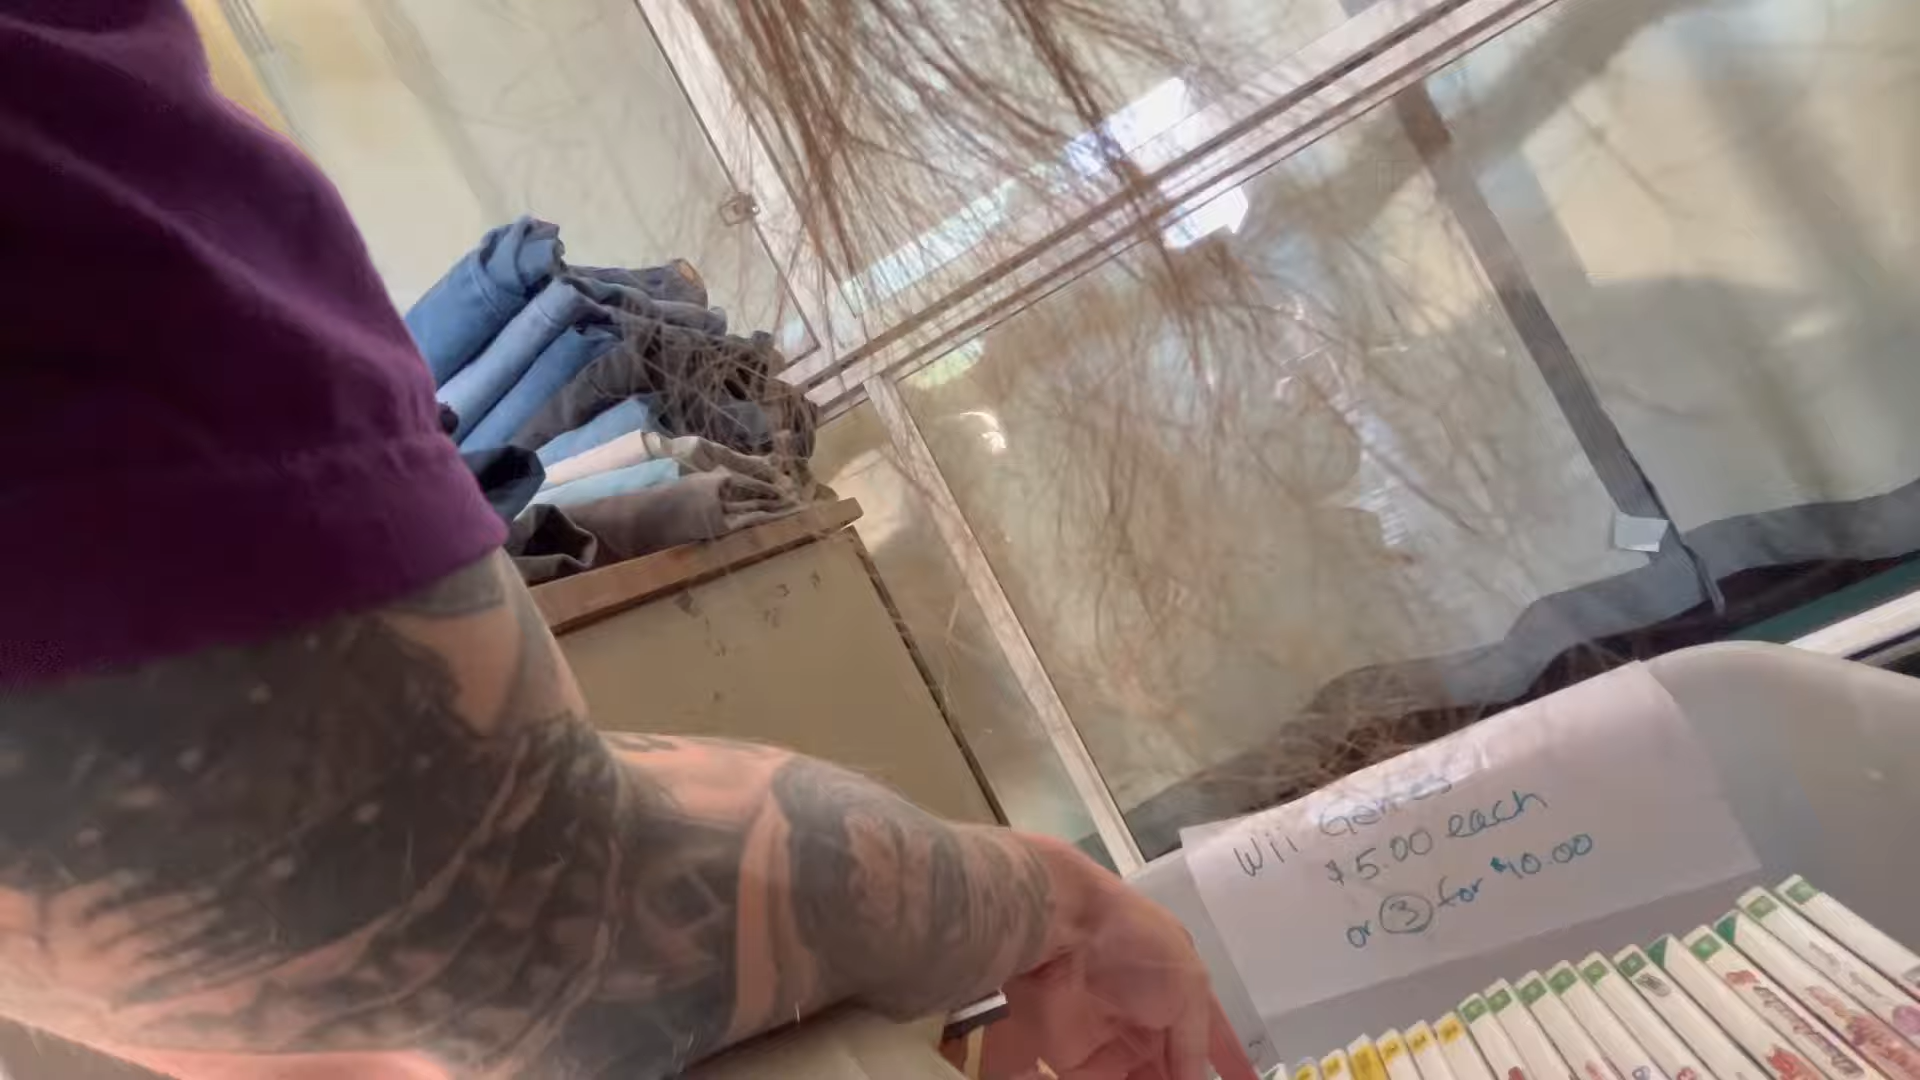 Wii Games
$5.00 each
or 3 for $10.00